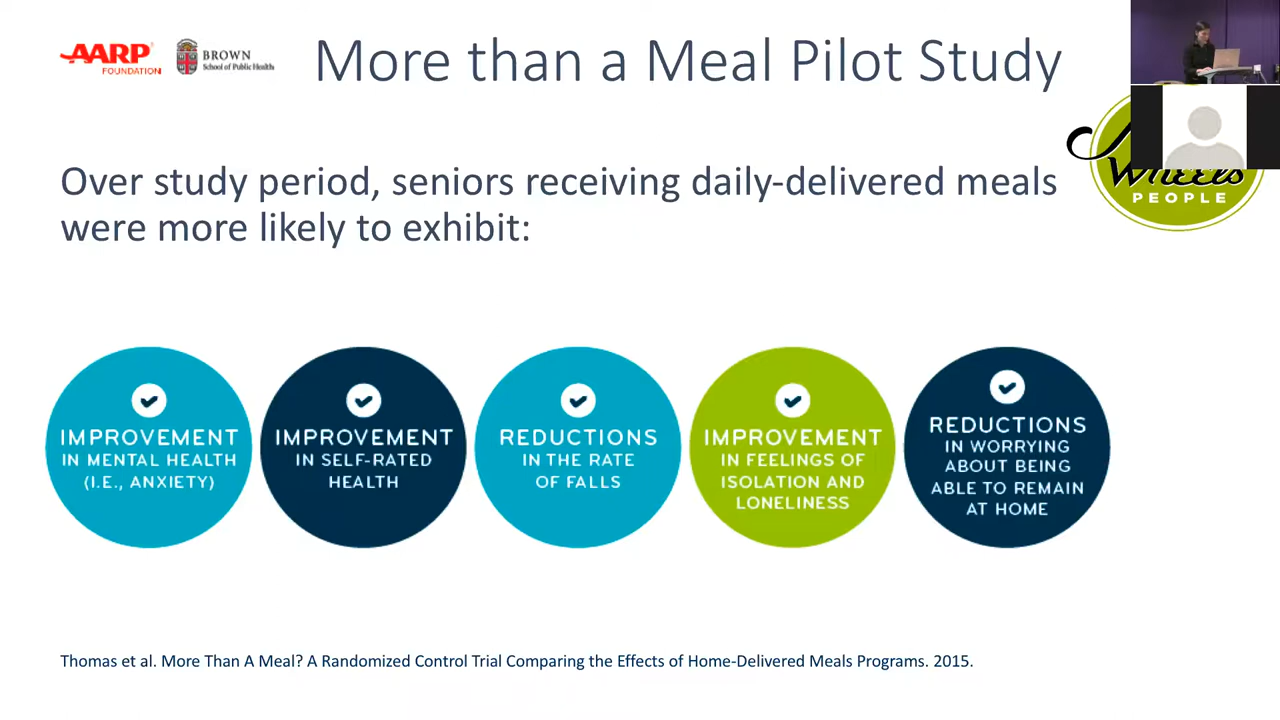 AARP
FOUNDATION
BROWN
School of Public Health
More than a Meal Pilot Study
Wheels
PEOPLE
Over study period, seniors receiving daily-delivered meals
were more likely to exhibit:
IMPROVEMENT
IN MENTAL HEALTH
(I.E., ANXIETY)
IMPROVEMENT
IN SELF-RATED
HEALTH
REDUCTIONS
IN THE RATE
OF FALLS
IMPROVEMENT
IN FEELINGS OF
ISOLATION AND
LONELINESS
REDUCTIONS
IN WORRYING
ABOUT BEING
ABLE TO REMAIN
AT HOME
Thomas et al. More Than A Meal? A Randomized Control Trial Comparing the Effects of Home-Delivered Meals Programs. 2015.